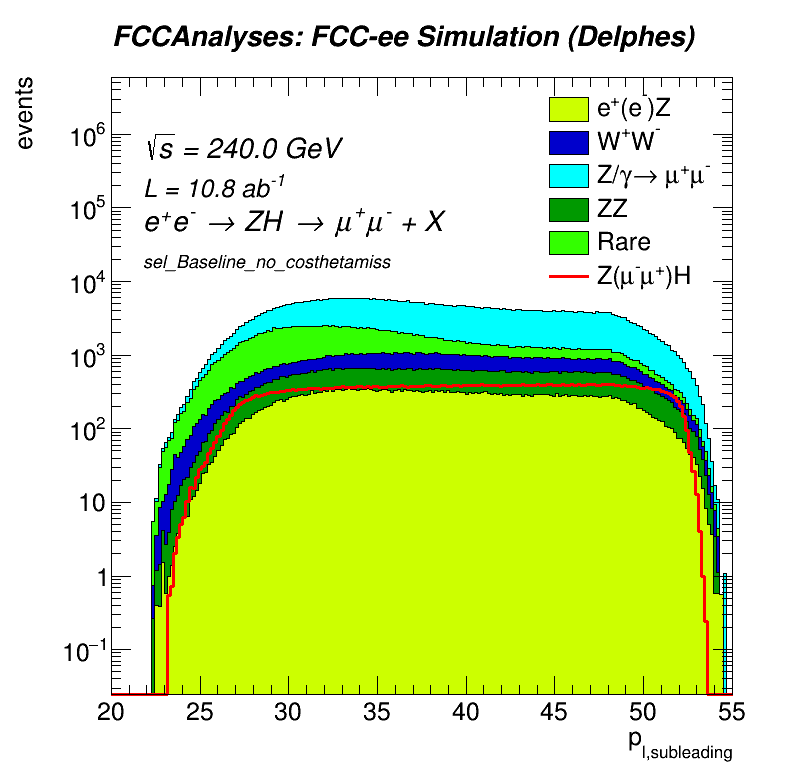 FCCAnalyses: FCC-ee Simulation (Delphes)
events
√s = 240.0 GeV
L = 10.8 ab⁻¹
e⁺e⁻ → ZH → μ⁺μ⁻ + X
sel_Baseline_no_costhetamiss
e⁺(e⁻)Z
W⁺W⁻
Z/γ→ μ⁺μ⁻
ZZ
Rare
Z(μ⁻μ⁺)H
10⁶
10⁵
10⁴
10³
10²
10
1
10⁻¹
20 25 30 35 40 45 50 55
p_l,subleading